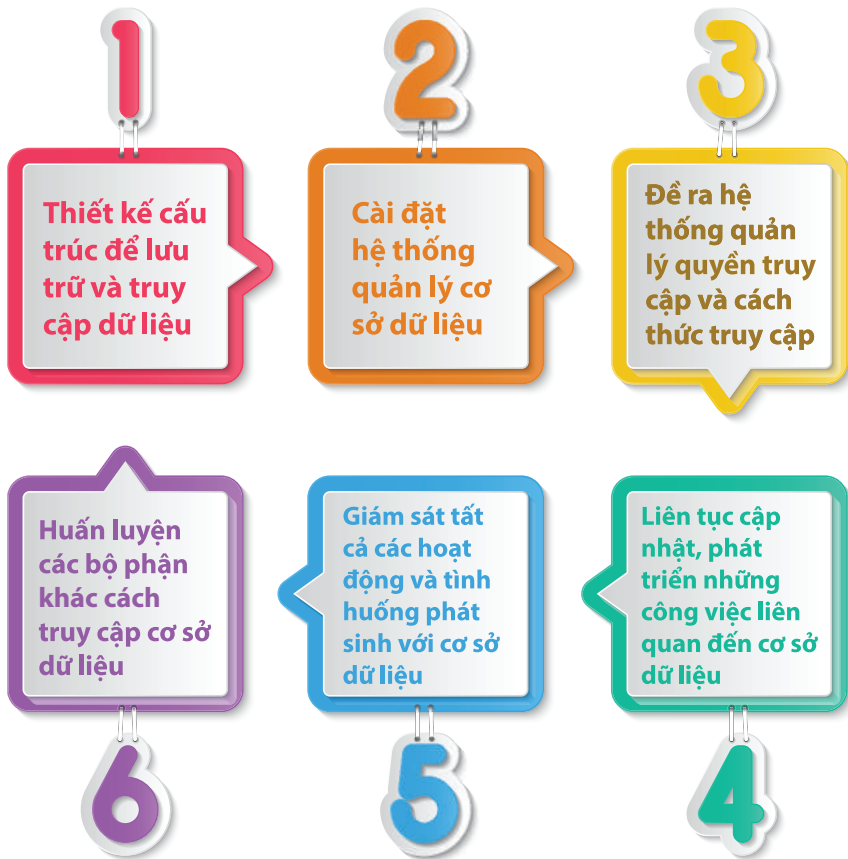 1
Thiết kế cấu
trúc để lưu
trữ và truy
cập dữ liệu
2
Cài đặt
hệ thống
quản lý cơ
sở dữ liệu
3
Đề ra hệ
thống quản
lý quyền truy
cập và cách
thức truy cập
4
Liên tục cập
nhật, phát
triển những
công việc liên
quan đến cơ sở
dữ liệu
5
Giám sát tất
cả các hoạt
động và tình
huống phát
sinh với cơ sở
dữ liệu
6
Huấn luyện
các bộ phận
khác cách
truy cập cơ sở
dữ liệu